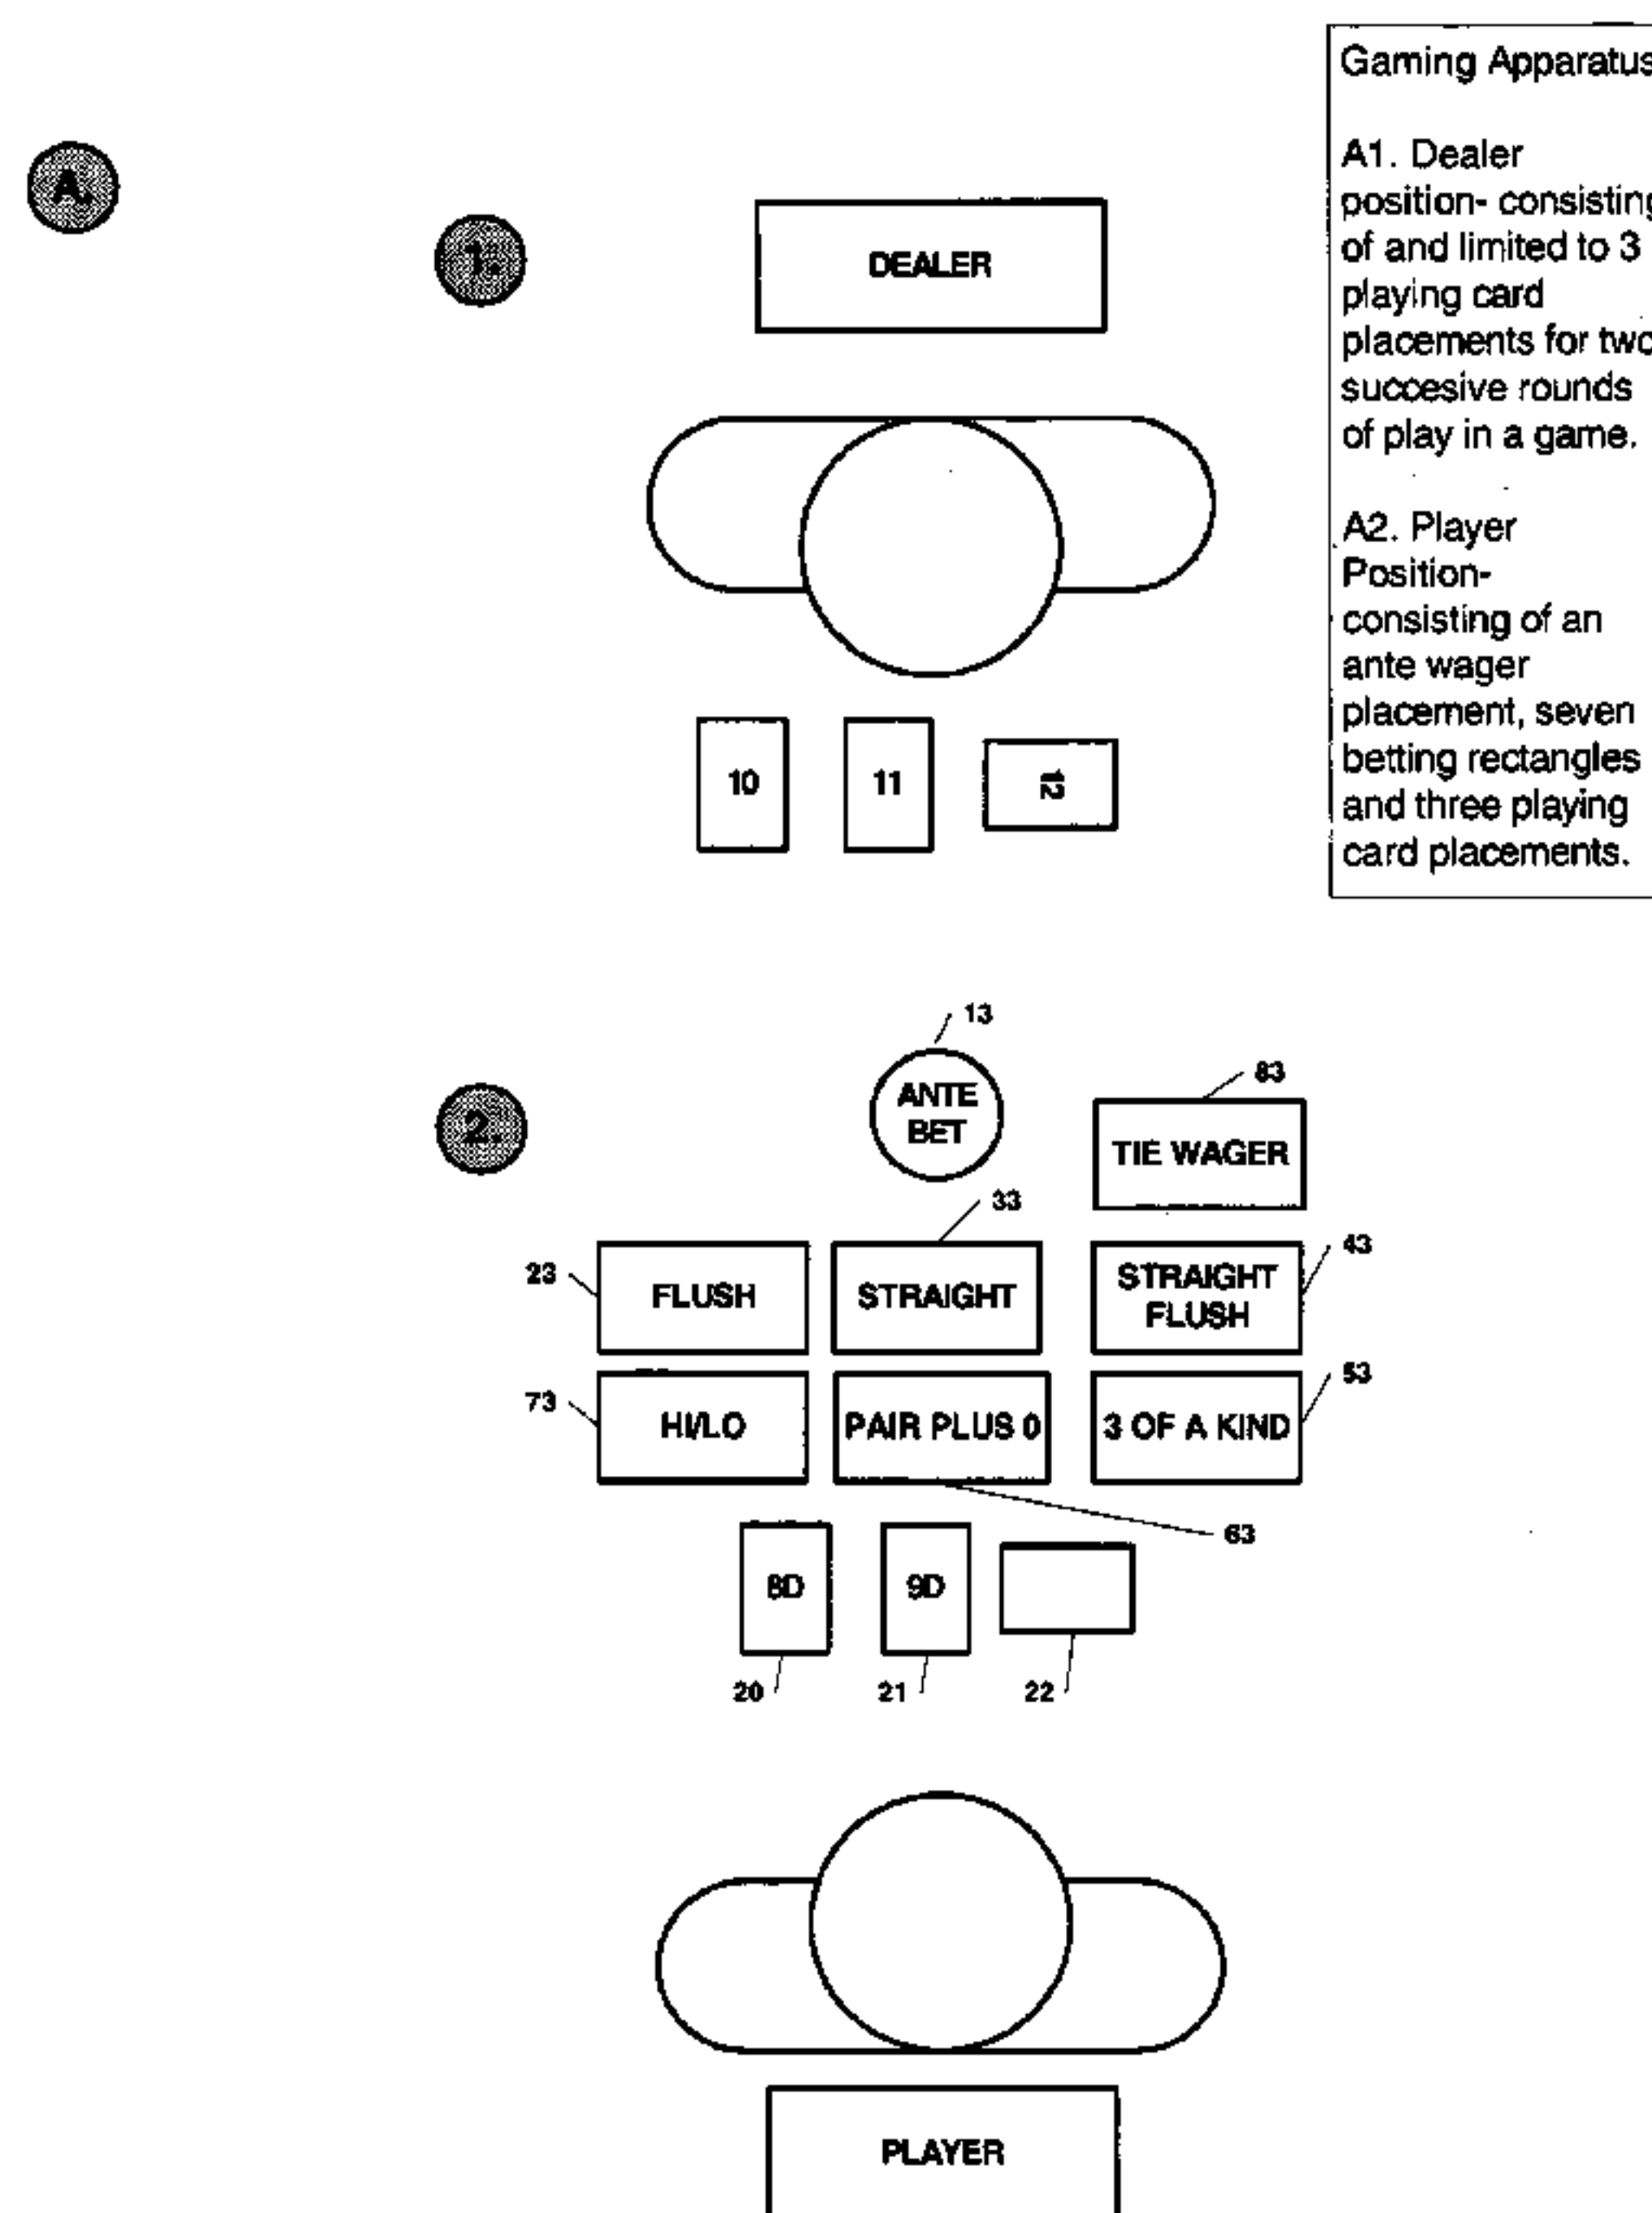 A.
1.
DEALER
10
11
12
Gaming Apparatus
A1. Dealer
position- consisting
of and limited to 3
playing card
placements for two
succesive rounds
of play in a game.
A2. Player
Position-
consisting of an
ante wager
placement, seven
betting rectangles
and three playing
card placements.
2.
13
ANTE
BET
83
TIE WAGER
33
23
FLUSH
STRAIGHT
STRAIGHT
FLUSH
43
73
HI/LO
PAIR PLUS 0
3 OF A KIND
53
63
8D
9D
20
21
22
PLAYER